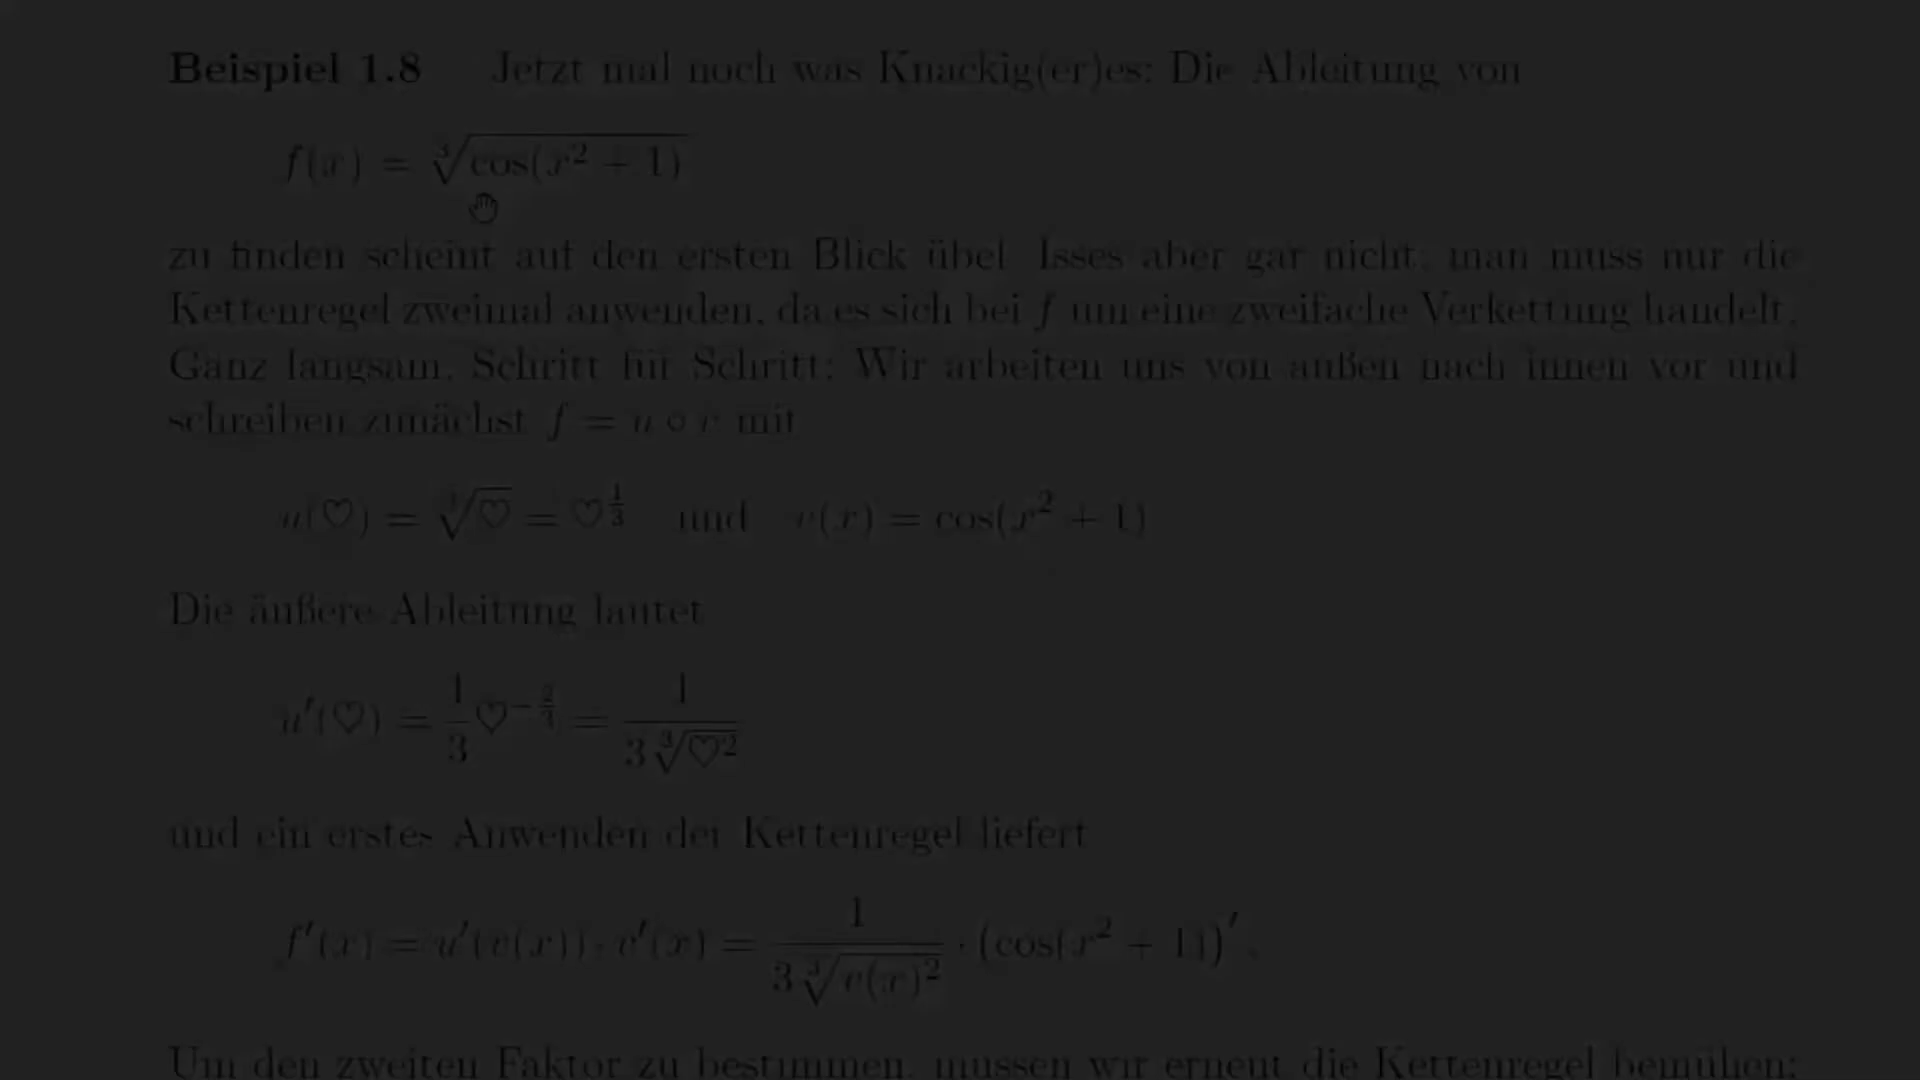 Beispiel 1.8 Jetzt mal noch was Knackig(er)es: Die Ableitung von
f(x) = ∛cos(x² + 1)
zu finden scheint auf den ersten Blick übel. Isses aber gar nicht; man muss nur die
Kettenregel zweimal anwenden, da es sich bei f um eine zweifache Verkettung handelt.
Ganz langsam, Schritt für Schritt: Wir arbeiten uns von außen nach innen vor und
schreiben zunächst f = u ∘ v mit
u(♡) = ∛♡ = ♡^{1/3} und v(x) = cos(x² + 1)
Die äußere Ableitung lautet
u′(♡) = 1/3 ♡^{−2/3} = 1/(3∛♡²)
und ein erstes Anwenden der Kettenregel liefert
f′(x) = u′(v(x)) · v′(x) = 1/(3∛v(x)²) · (cos(x² + 1))′.
Um den zweiten Faktor zu bestimmen, müssen wir erneut die Kettenregel bemühen: